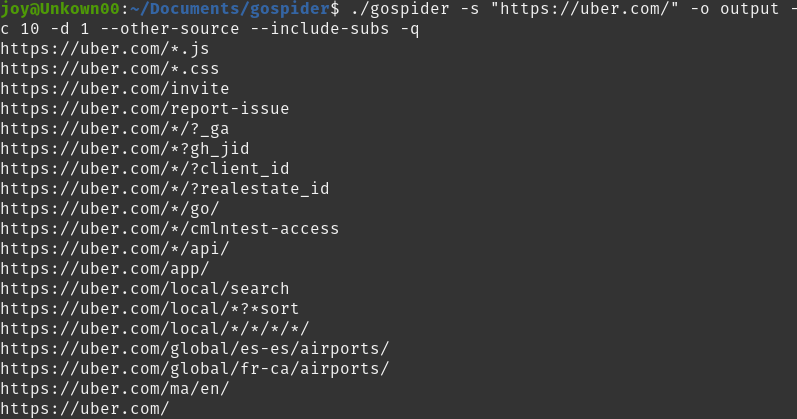 joy@Unkown00:~/Documents/gospider$ ./gospider -s "https://uber.com/" -o output -
c 10 -d 1 --other-source --include-subs -q
https://uber.com/*.js
https://uber.com/*.css
https://uber.com/invite
https://uber.com/report-issue
https://uber.com/*/?_ga
https://uber.com/*?gh_jid
https://uber.com/*/?client_id
https://uber.com/*/?realestate_id
https://uber.com/*/go/
https://uber.com/*/cmlntest-access
https://uber.com/*/api/
https://uber.com/app/
https://uber.com/local/search
https://uber.com/local/*?*sort
https://uber.com/local/*/*/*/*/
https://uber.com/global/es-es/airports/
https://uber.com/global/fr-ca/airports/
https://uber.com/ma/en/
https://uber.com/